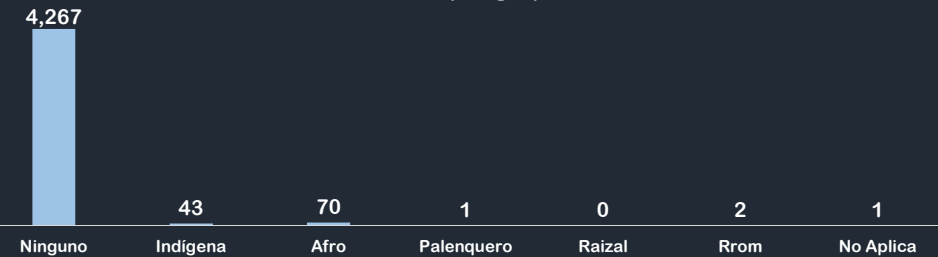 4,267
43
70
1
0
2
1
Ninguno
Indígena
Afro
Palenquero
Raizal
Rrom
No Aplica